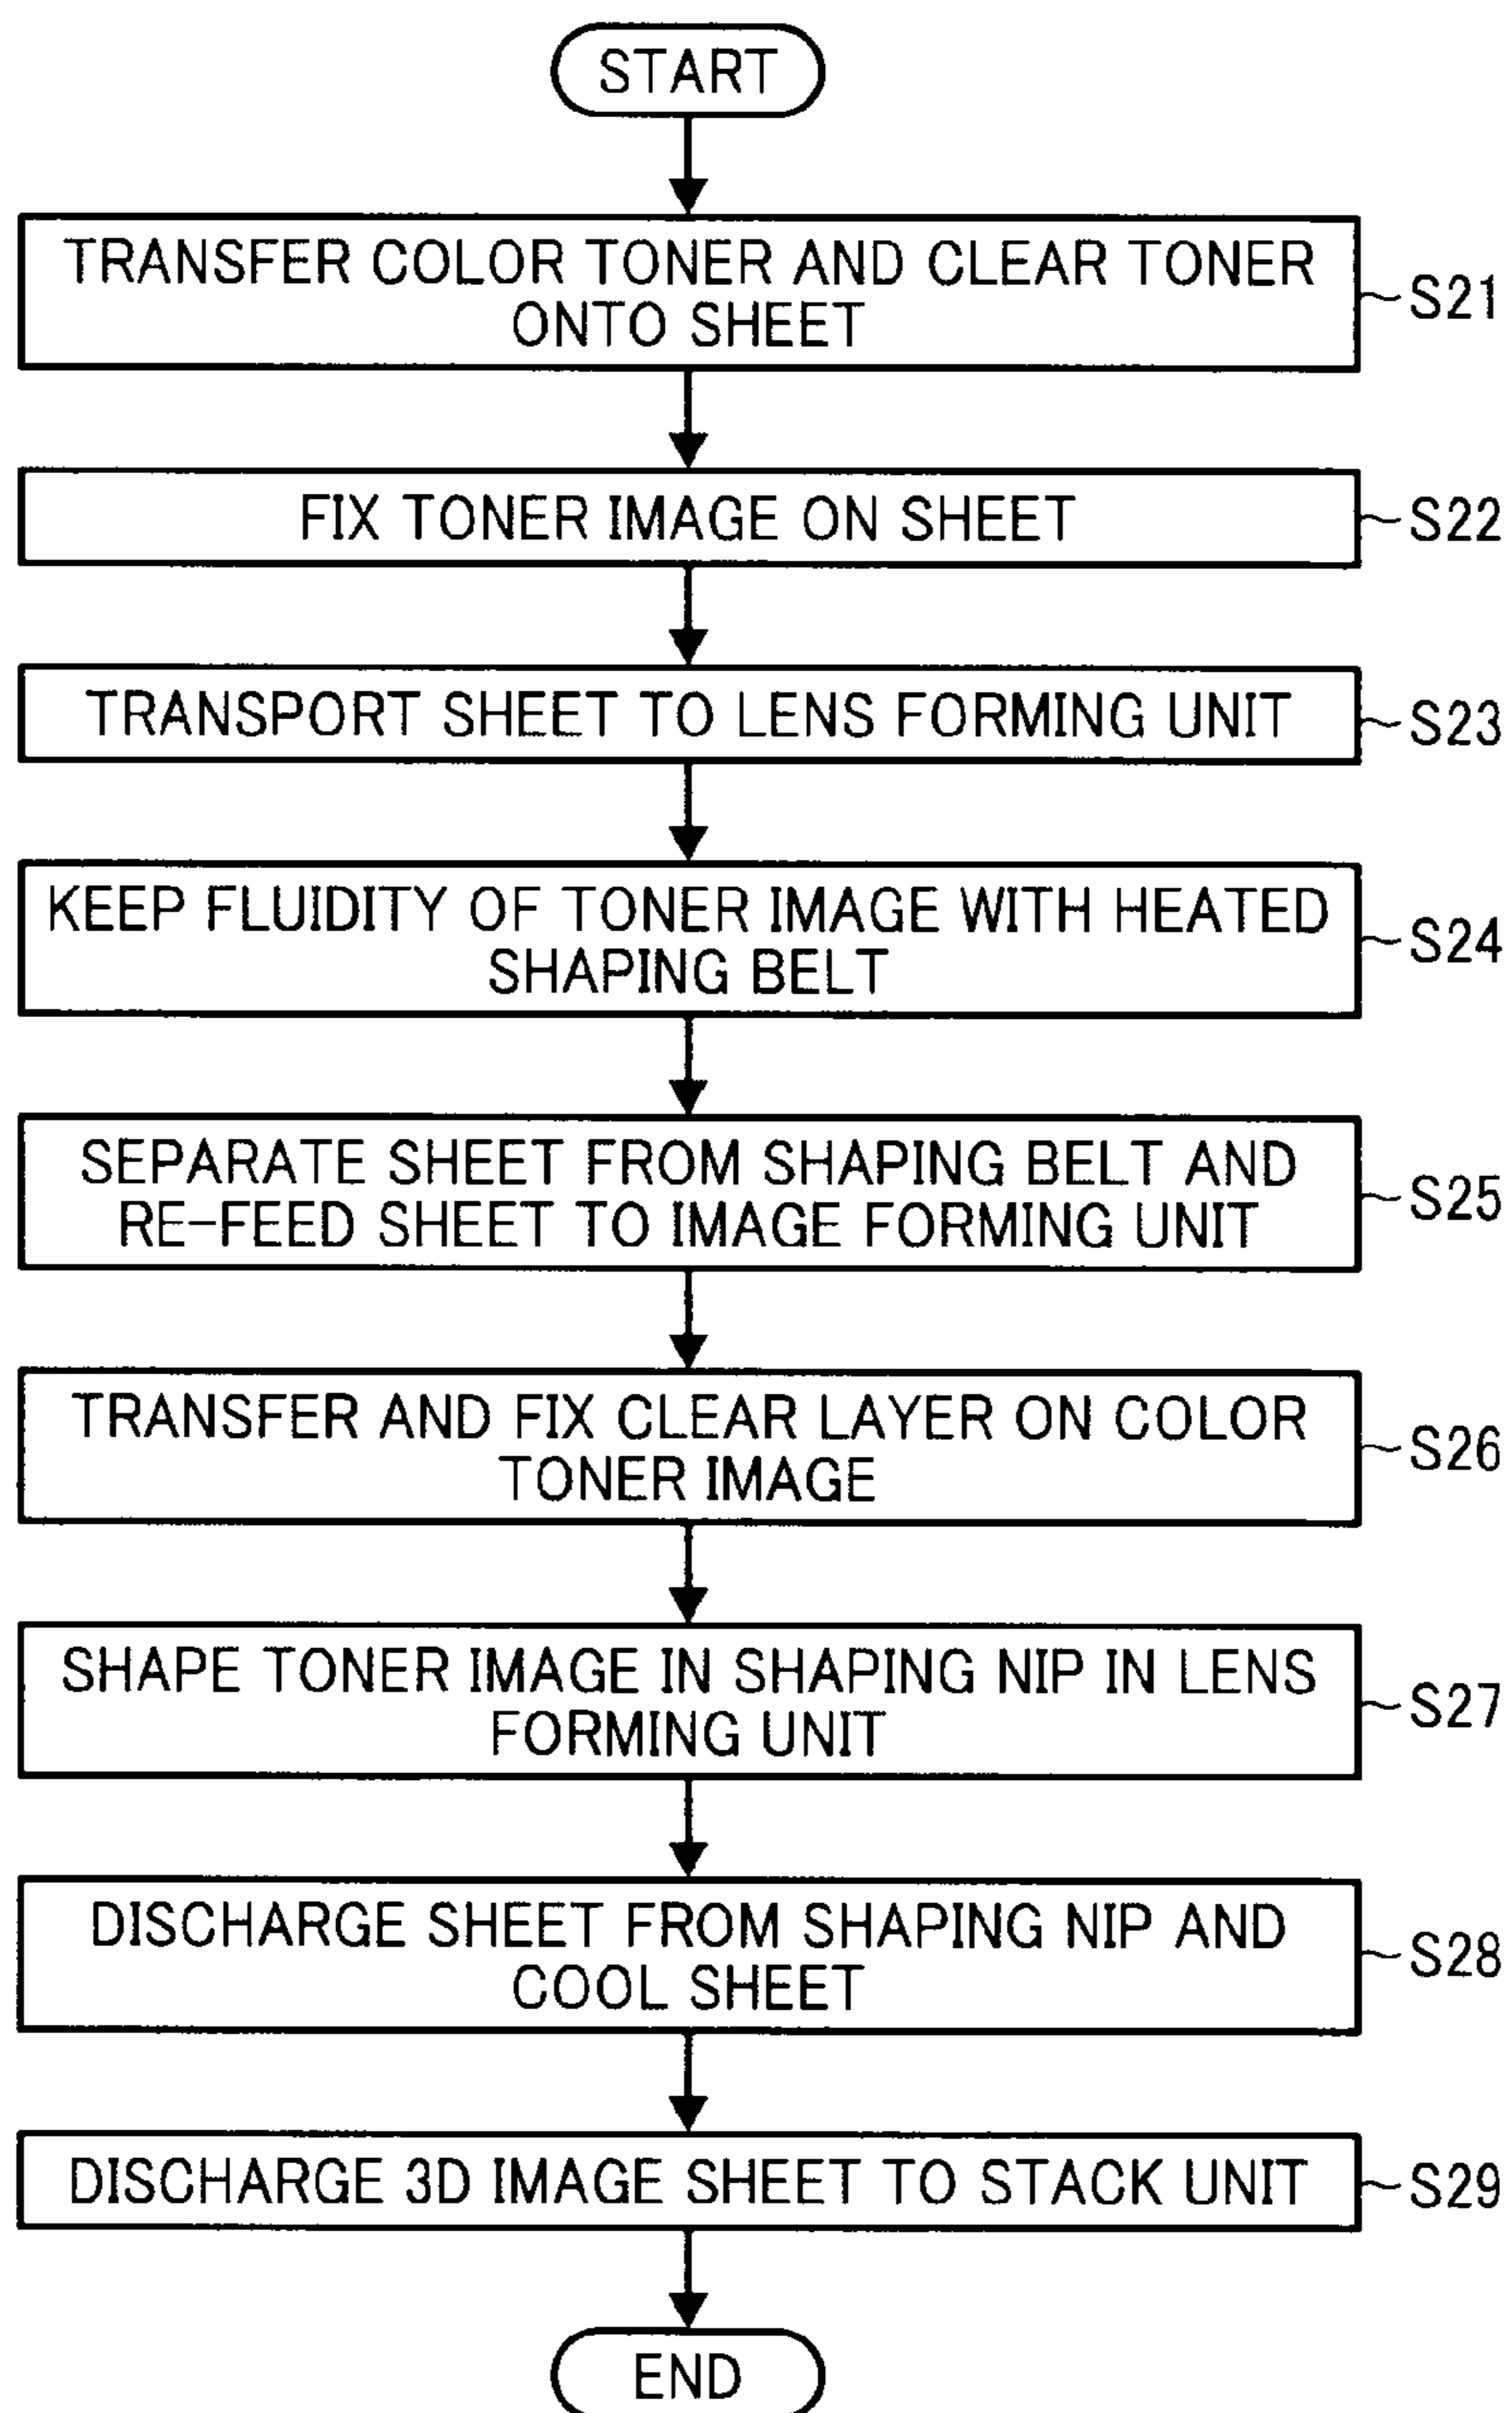 START
TRANSFER COLOR TONER AND CLEAR TONER
ONTO SHEET
S21
FIX TONER IMAGE ON SHEET
S22
TRANSPORT SHEET TO LENS FORMING UNIT
S23
KEEP FLUIDITY OF TONER IMAGE WITH HEATED
SHAPING BELT
S24
SEPARATE SHEET FROM SHAPING BELT AND
RE-FEED SHEET TO IMAGE FORMING UNIT
S25
TRANSFER AND FIX CLEAR LAYER ON COLOR
TONER IMAGE
S26
SHAPE TONER IMAGE IN SHAPING NIP IN LENS
FORMING UNIT
S27
DISCHARGE SHEET FROM SHAPING NIP AND
COOL SHEET
S28
DISCHARGE 3D IMAGE SHEET TO STACK UNIT
S29
END